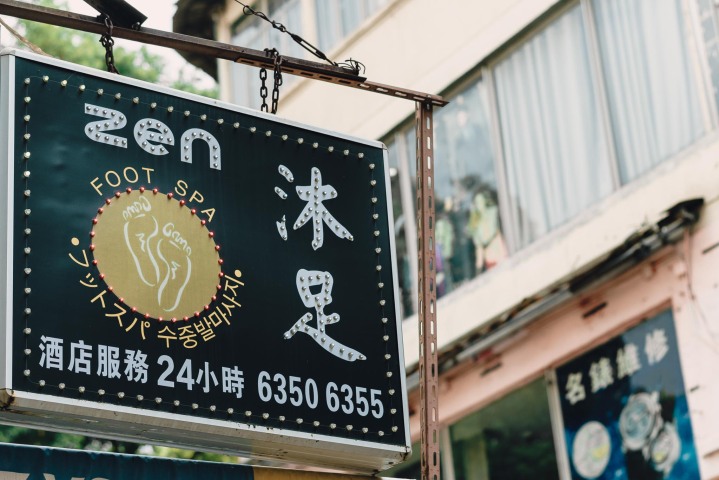 zen
FOOT SPA
フットスパ 수중발마사지
沐足
酒店服務 24小時 6350 6355
名錶維修